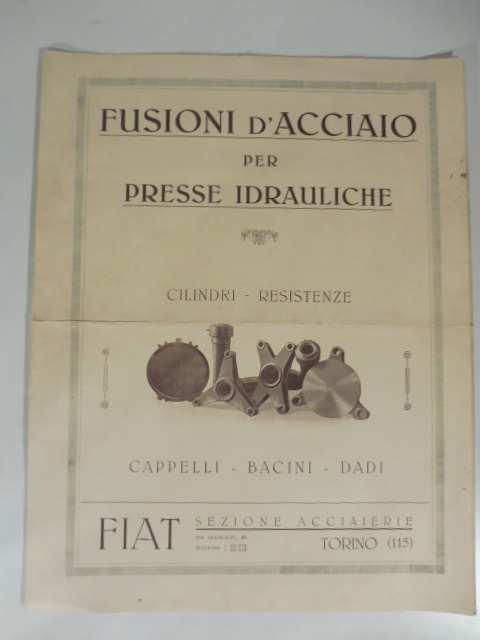 FUSIONI D'ACCIAIO
PER
PRESSE IDRAULICHE
CILINDRI - RESISTENZE
CAPPELLI - BACINI - DADI
FIAT
SEZIONE ACCIAIERIE
TORINO (115)